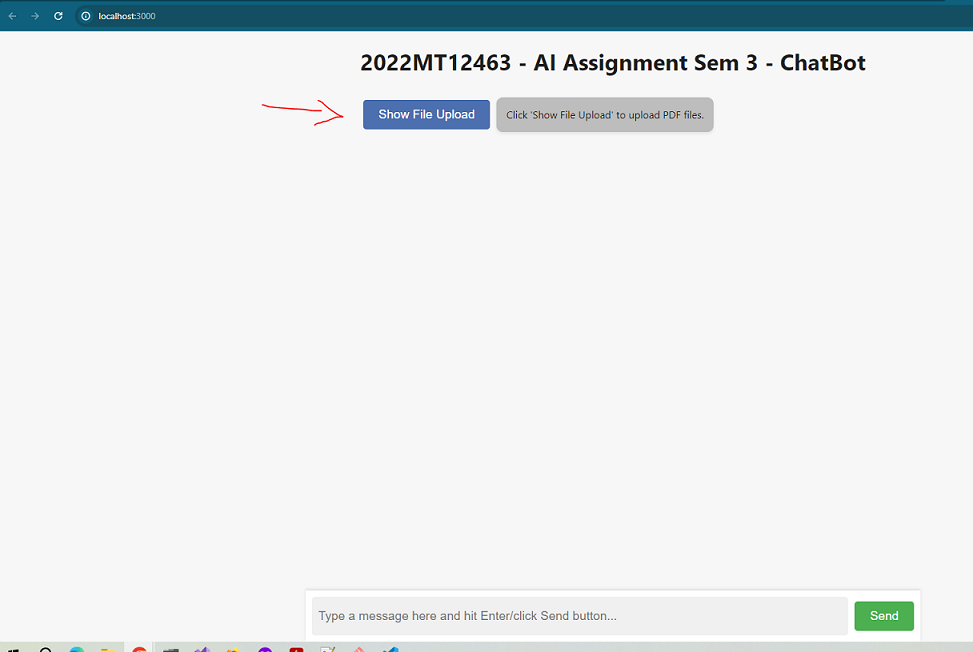 localhost:3000
2022MT12463 - AI Assignment Sem 3 - ChatBot
Show File Upload
Click 'Show File Upload' to upload PDF files.
Type a message here and hit Enter/click Send button...
Send